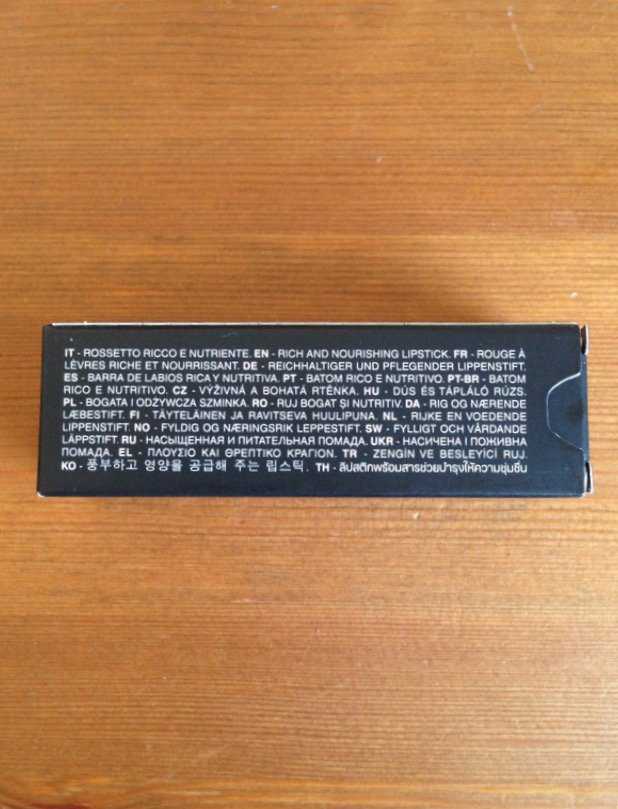 IT - ROSSETTO RICCO E NUTRIENTE. EN - RICH AND NOURISHING LIPSTICK. FR - ROUGE À
LÈVRES RICHE ET NOURRISSANT. DE - REICHHALTIGER UND PFLEGENDER LIPPENSTIFT.
ES - BARRA DE LABIOS RICA Y NUTRITIVA. PT - BATOM RICO E NUTRITIVO. PT-BR - BATOM
RICO E NUTRITIVO. CZ - VÝŽIVNÁ A BOHATÁ RTĚNKA. HU - DÚS ÉS TÁPLÁLÓ RÚZS.
PL - BOGATA I ODŻYWCZA SZMINKA. RO - RUJ BOGAT ȘI NUTRITIV. DA - RIG OG NÆRENDE
LÆBESTIFT. FI - TÄYTELÄINEN JA RAVITSEVA HUULIPUNA. NL - RIJKE EN VOEDENDE
LIPPENSTIFT. NO - FYLDIG OG NÆRINGSRIK LEPPESTIFT. SW - FYLLIGT OCH VÅRDANDE
LÄPPSTIFT. RU - НАСЫЩЕННАЯ И ПИТАТЕЛЬНАЯ ПОМАДА. UKR - НАСИЧЕНА І ПОЖИВНА
ПОМАДА. EL - ΠΛΟΥΣΙΟ ΚΑΙ ΘΡΕΠΤΙΚΟ ΚΡΑΓΙΟΝ. TR - ZENGİN VE BESLEYİCİ RUJ.
KO - 풍부하고 영양을 공급해 주는 립스틱. TH - ลิปสติกพร้อมสารช่วยบำรุงให้ความชุ่มชื่น